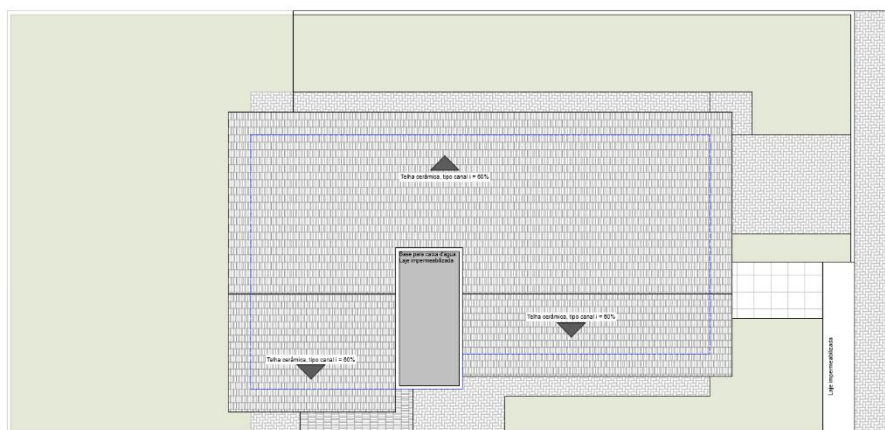 Telha cerâmica, tipo canal i = 60%
Base para caixa d'água
Laje impermeabilizada
Telha cerâmica, tipo canal i = 60%
Telha cerâmica, tipo canal i = 60%
Laje impermeabilizada